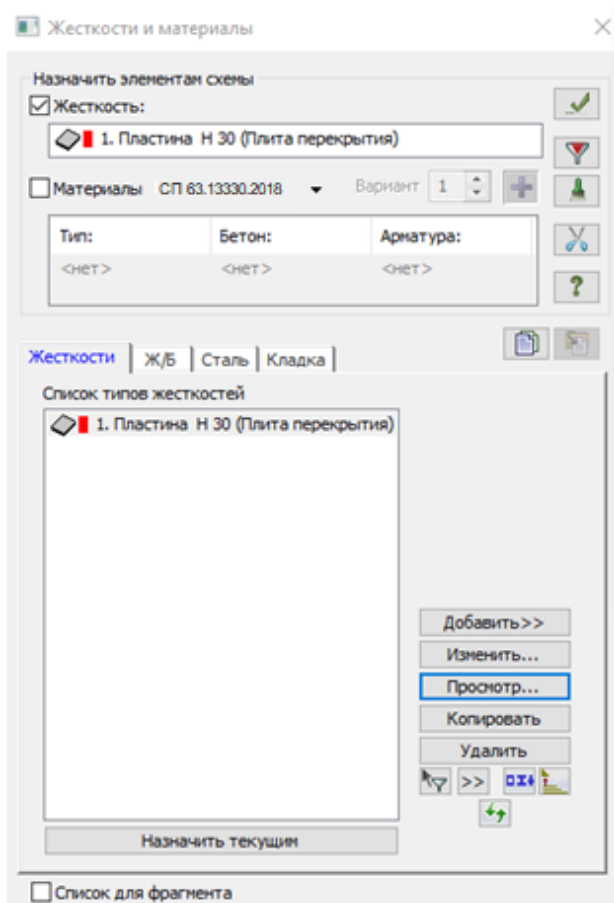 Жесткости и материалы
Назначить элементам схемы
Жесткость:
1. Пластина Н 30 (Плита перекрытия)
Материалы СП 63.13330.2018 Вариант 1
Тип: Бетон: Арматура:
<нет> <нет> <нет>
?
Жесткости Ж/Б Сталь Кладка
Список типов жесткостей
1. Пластина Н 30 (Плита перекрытия)
Добавить>>
Изменить...
Просмотр...
Копировать
Удалить
>>
Назначить текущим
Список для фрагмента